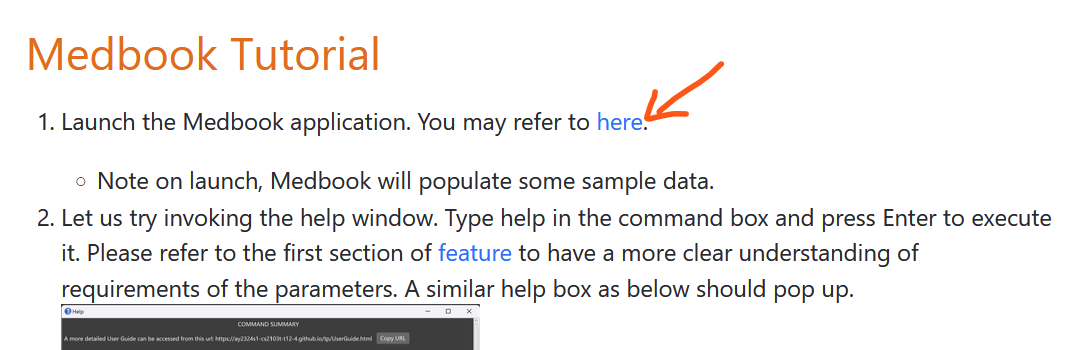 Medbook Tutorial
1. Launch the Medbook application. You may refer to here.
○ Note on launch, Medbook will populate some sample data.
2. Let us try invoking the help window. Type help in the command box and press Enter to execute
it. Please refer to the first section of feature to have a more clear understanding of
requirements of the parameters. A similar help box as below should pop up.
Help
COMMAND SUMMARY
A more detailed User Guide can be accessed from this url: https://ay2324s1-cs2103t-t12-4.github.io/tp/UserGuide.html Copy URL